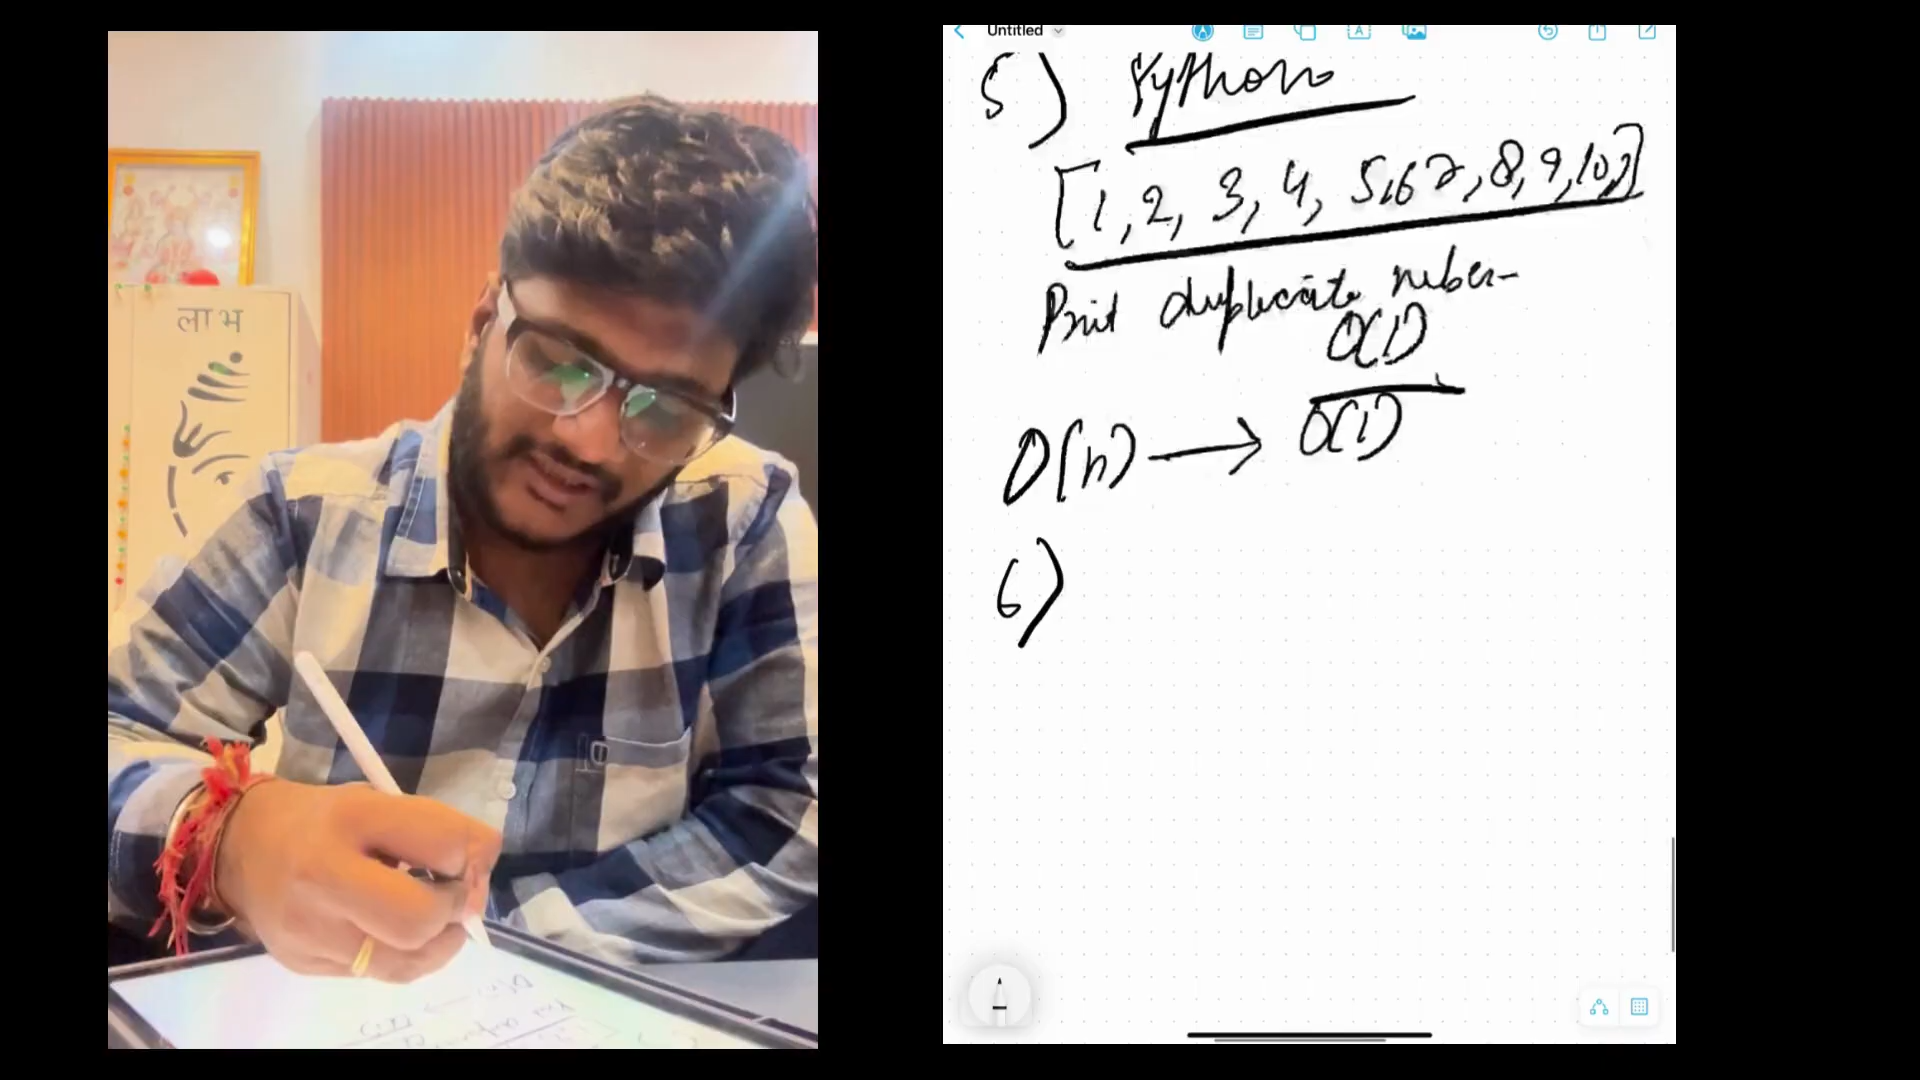 लाभ
Untitled
5) Python
[1, 2, 3, 4, 5,6 7, 8, 9, 10,2]
Print duplicate number
O(1)
O(n) → O(1)
6)